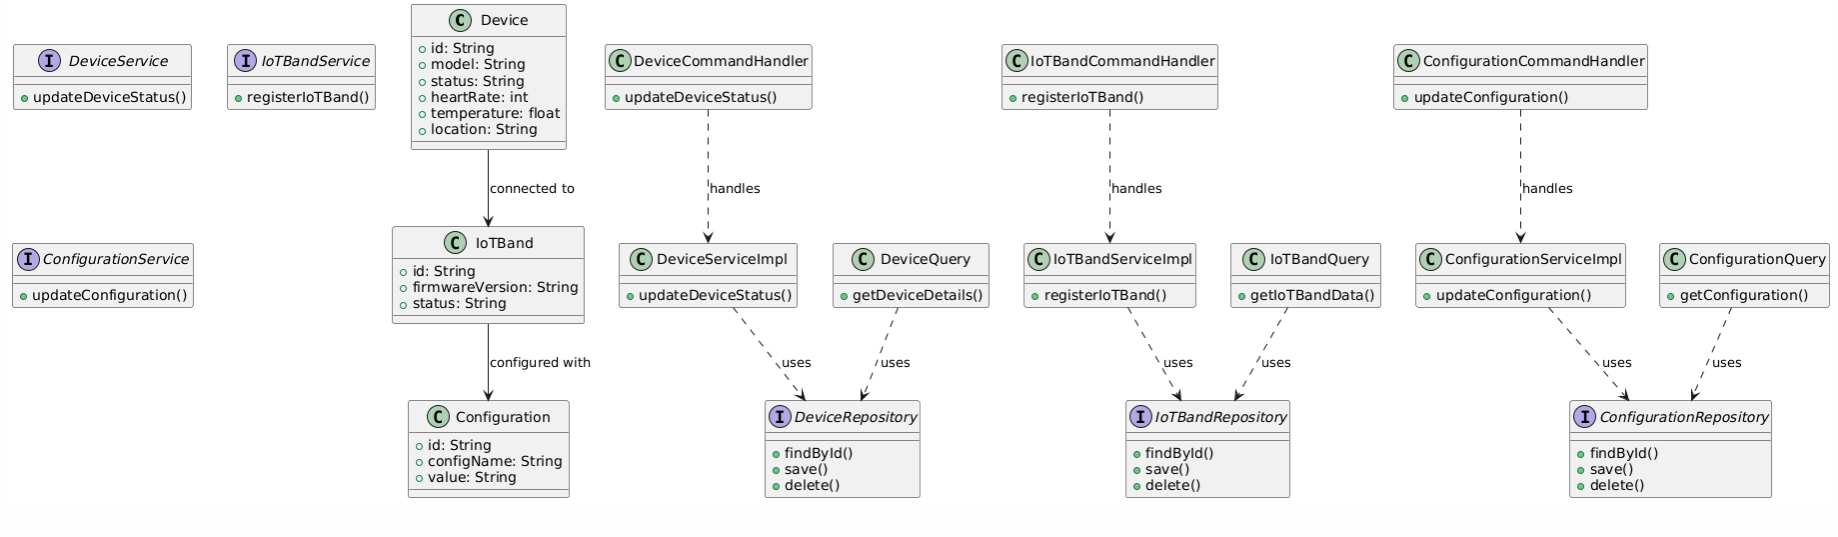 C Device
+ id: String
+ model: String
+ status: String
+ heartRate: int
+ temperature: float
+ location: String
I DeviceService
updateDeviceStatus()
I IoTBandService
registerIoTBand()
C DeviceCommandHandler
updateDeviceStatus()
C IoTBandCommandHandler
registerIoTBand()
C ConfigurationCommandHandler
updateConfiguration()
connected to
handles
handles
handles
I ConfigurationService
updateConfiguration()
C IoTBand
id: String
firmwareVersion: String
status: String
C DeviceServiceImpl
updateDeviceStatus()
C DeviceQuery
getDeviceDetails()
C IoTBandServiceImpl
registerIoTBand()
C IoTBandQuery
getIoTBandData()
C ConfigurationServiceImpl
updateConfiguration()
C ConfigurationQuery
getConfiguration()
configured with
uses
uses
uses
uses
uses
uses
C Configuration
id: String
configName: String
value: String
I DeviceRepository
findById()
save()
delete()
I IoTBandRepository
findById()
save()
delete()
I ConfigurationRepository
findById()
save()
delete()